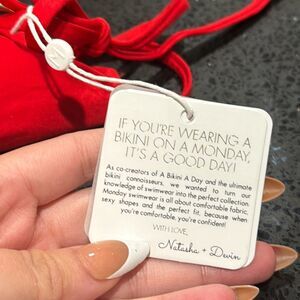 IF YOU'RE WEARING A
BIKINI ON A MONDAY,
IT'S A GOOD DAY!
As co-creators of A Bikini A Day and the ultimate
bikini connoisseurs, we wanted to turn our
knowledge of swimwear into the perfect collection.
Monday swimwear is all about comfortable fabric,
sexy shapes and the perfect fit, because when
you're comfortable, you're confident!
WITH LOVE,
Natasha + Devin